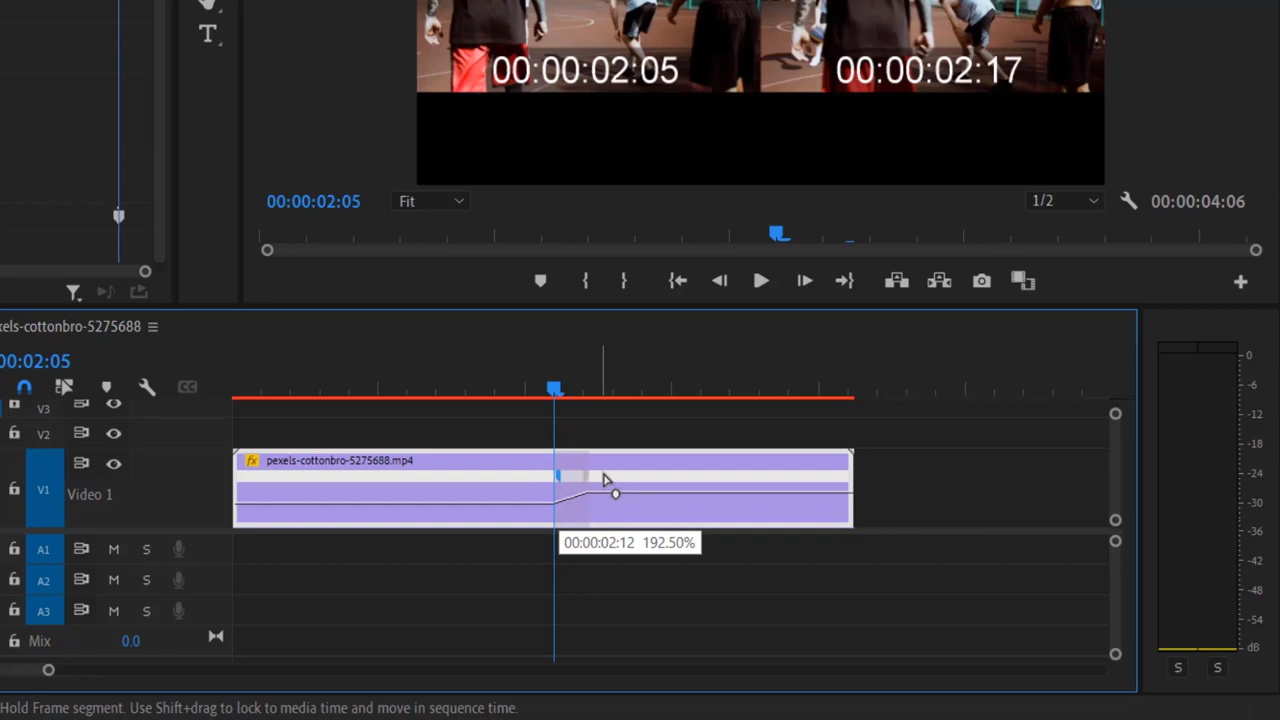 T
00:00:02:05
00:00:02:17
00:00:02:05
Fit
1/2
00:00:04:06
xels-cottonbro-5275688
00:02:05
CC
V3
V2
fx pexels-cottonbro-5275688.mp4
V1
Video 1
00:00:02:12 192.50%
A1 M S
A2 M S
A3 M S
Mix 0.0
0
-6
-12
-18
-24
-30
-36
-42
-48
-54
dB
S S
Hold Frame segment. Use Shift+drag to lock to media time and move in sequence time.